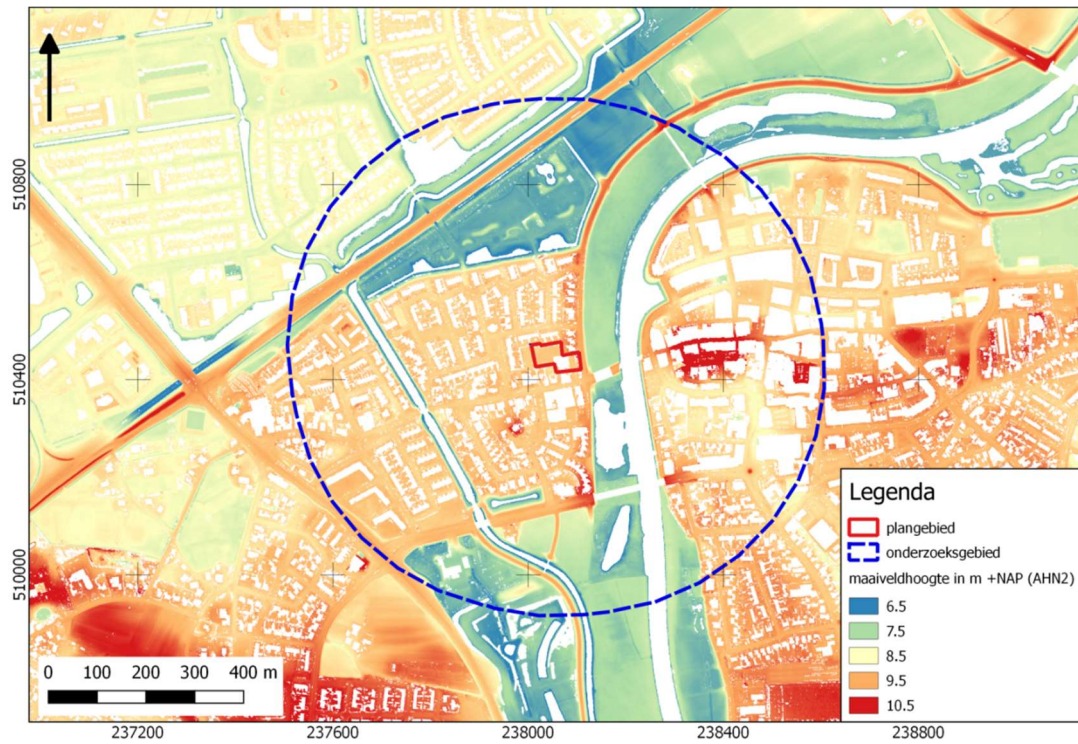 510800
510400
510000
Legenda
plangebied
onderzoeksgebied
maaiveldhoogte in m +NAP (AHN2)
6.5
7.5
8.5
9.5
10.5
0 100 200 300 400 m
237200 237600 238000 238400 238800